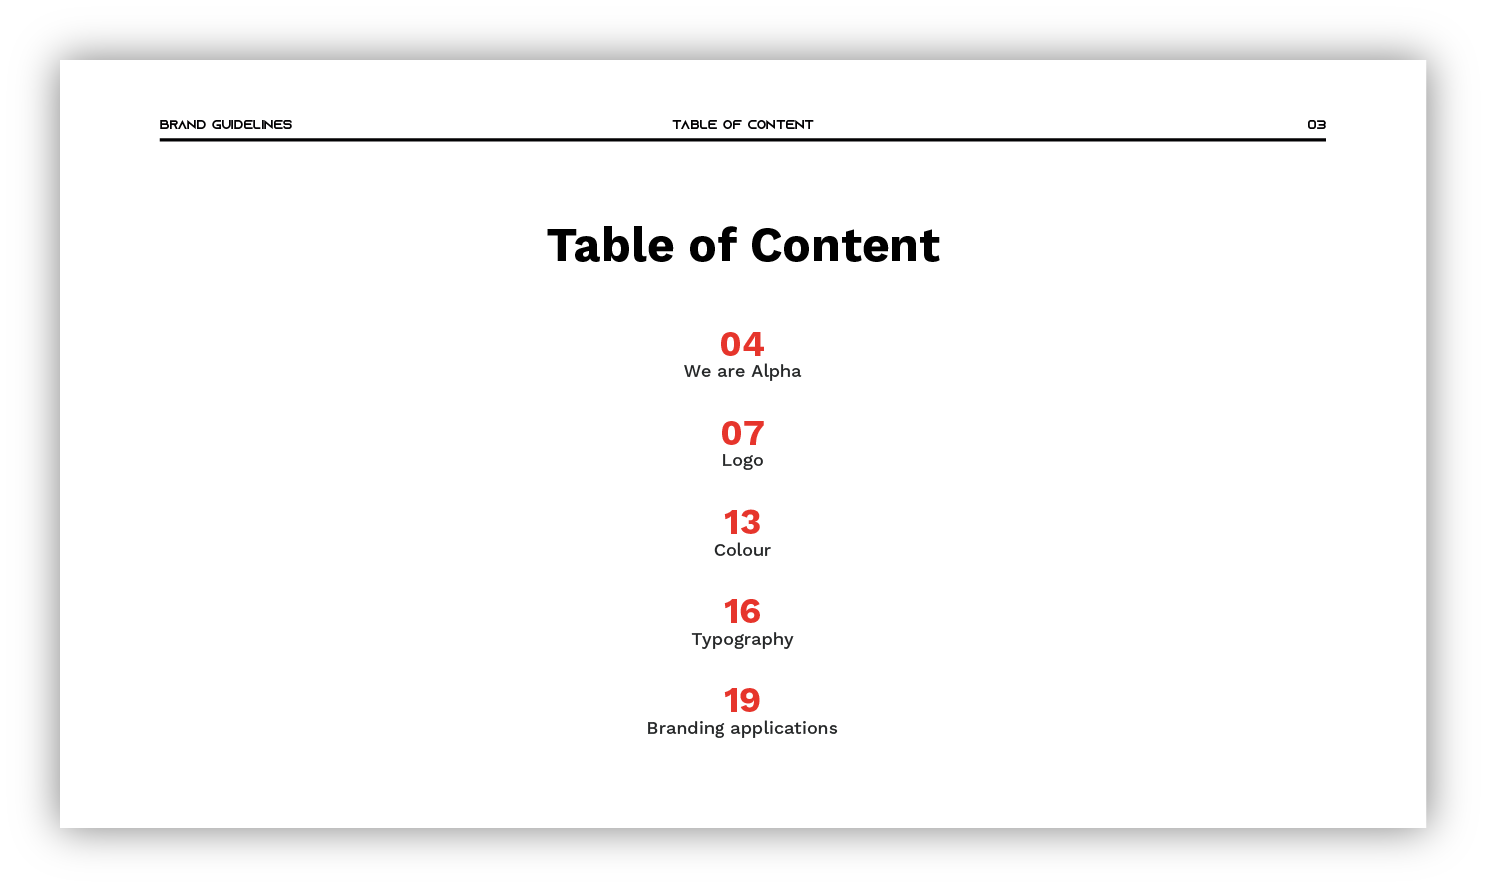 BRAND GUIDELINES
TABLE OF CONTENT
03
Table of Content
04
We are Alpha
07
Logo
13
Colour
16
Typography
19
Branding applications